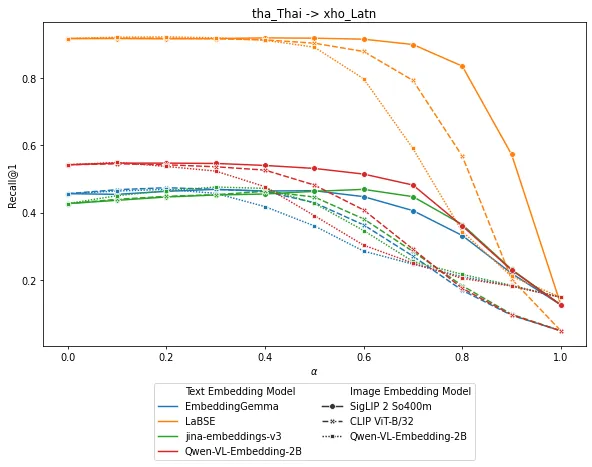 tha_Thai -> xho_Latn
Recall@1
0.8
0.6
0.4
0.2
0.0 0.2 0.4 0.6 0.8 1.0
α
Text Embedding Model Image Embedding Model
EmbeddingGemma SigLIP 2 So400m
LaBSE CLIP ViT-B/32
jina-embeddings-v3 Qwen-VL-Embedding-2B
Qwen-VL-Embedding-2B